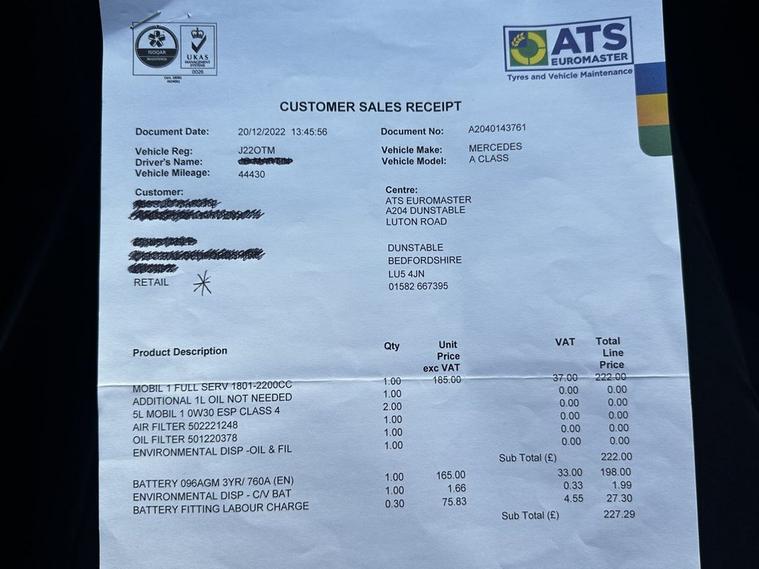 ISOQAR
REGISTERED
UKAS
MANAGEMENT
SYSTEMS
0026
ATS
EUROMASTER
Tyres and Vehicle Maintenance
CUSTOMER SALES RECEIPT
Document Date: 20/12/2022 13:45:56 Document No: A2040143761
Vehicle Reg: J22OTM Vehicle Make: MERCEDES
Driver's Name: Vehicle Model: A CLASS
Vehicle Mileage: 44430
Customer: Centre:
ATS EUROMASTER
A204 DUNSTABLE
LUTON ROAD
DUNSTABLE
BEDFORDSHIRE
RETAIL * LU5 4JN
01582 667395
Product Description Qty Unit Price exc VAT VAT Total Line Price
MOBIL 1 FULL SERV 1801-2200CC 1.00 185.00 37.00 222.00
ADDITIONAL 1L OIL NOT NEEDED 1.00 0.00 0.00
5L MOBIL 1 0W30 ESP CLASS 4 2.00 0.00 0.00
AIR FILTER 502221248 1.00 0.00 0.00
OIL FILTER 501220378 1.00 0.00 0.00
ENVIRONMENTAL DISP -OIL & FIL 1.00 0.00 0.00
Sub Total (£) 222.00
BATTERY 096AGM 3YR/ 760A (EN) 1.00 165.00 33.00 198.00
ENVIRONMENTAL DISP - C/V BAT 1.00 1.66 0.33 1.99
BATTERY FITTING LABOUR CHARGE 0.30 75.83 4.55 27.30
Sub Total (£) 227.29